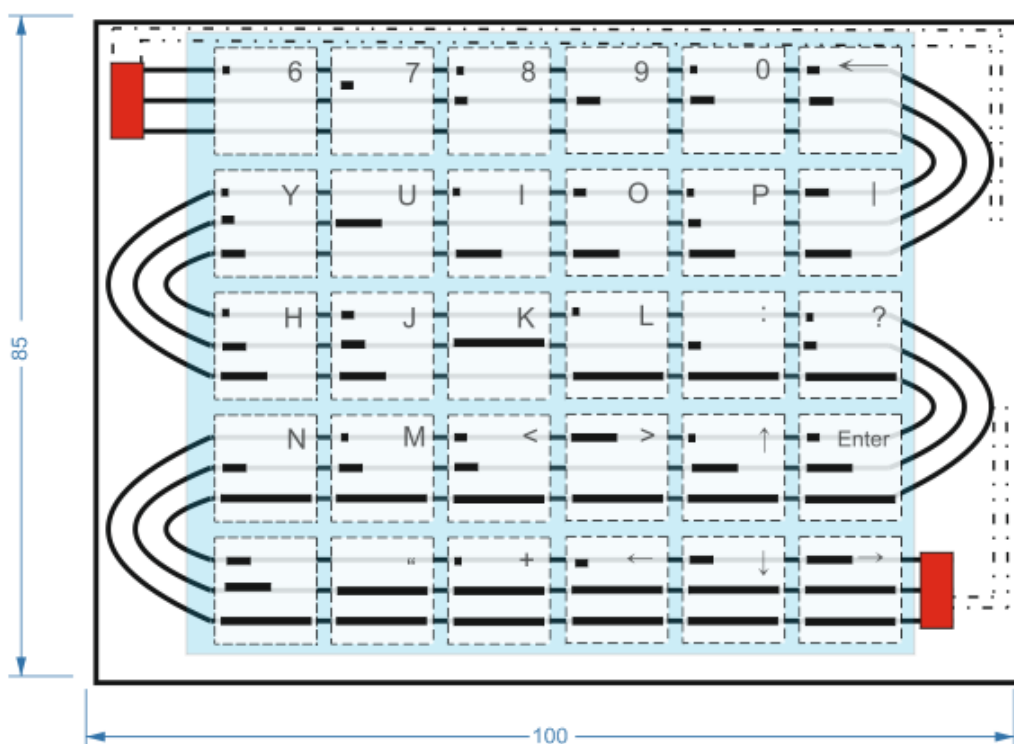 6 7 8 9 0 ←
Y U I O P |
H J K L : ?
N M < > ↑ Enter
“ + ← ↓ →
85
100